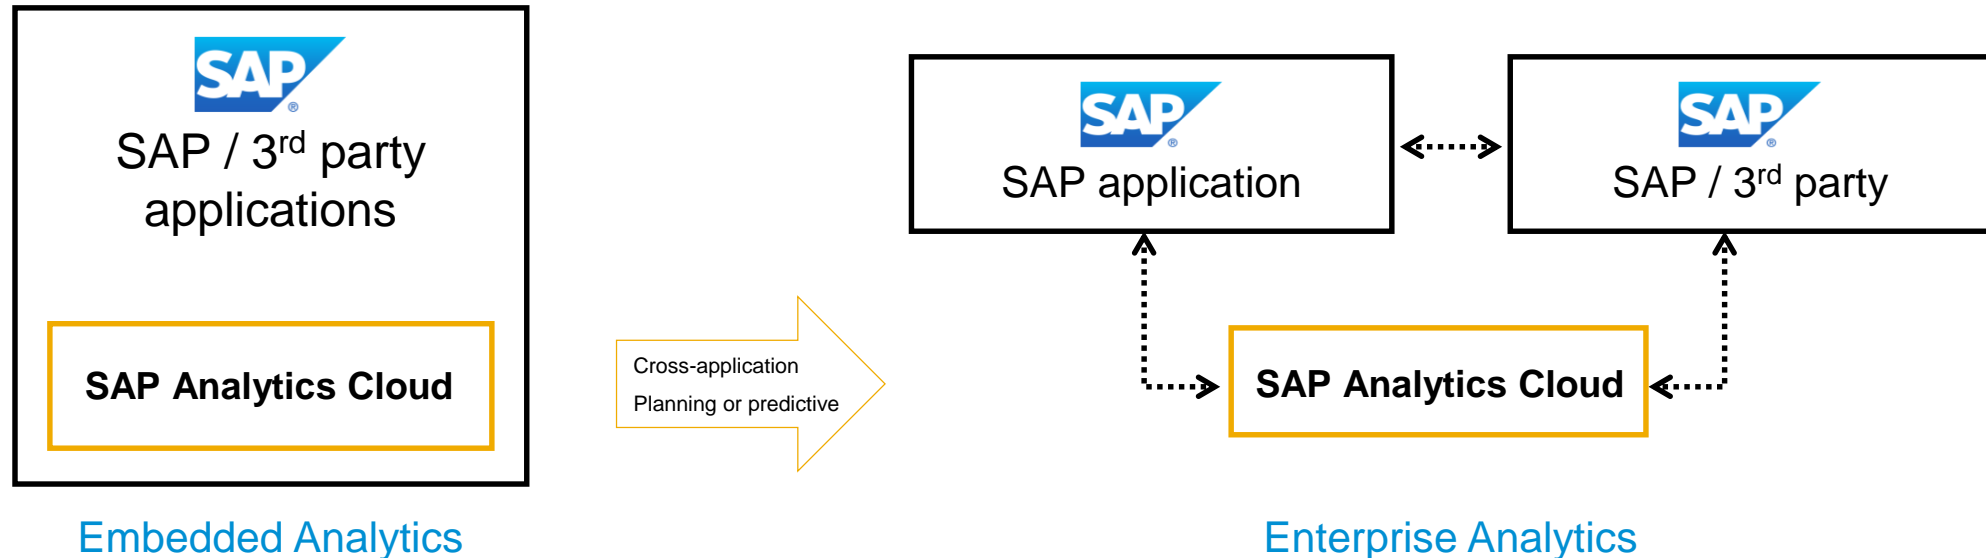 SAP®
SAP / 3rd party
applications
SAP Analytics Cloud
Embedded Analytics
Cross-application
Planning or predictive
SAP®
SAP application
SAP®
SAP / 3rd party
SAP Analytics Cloud
Enterprise Analytics